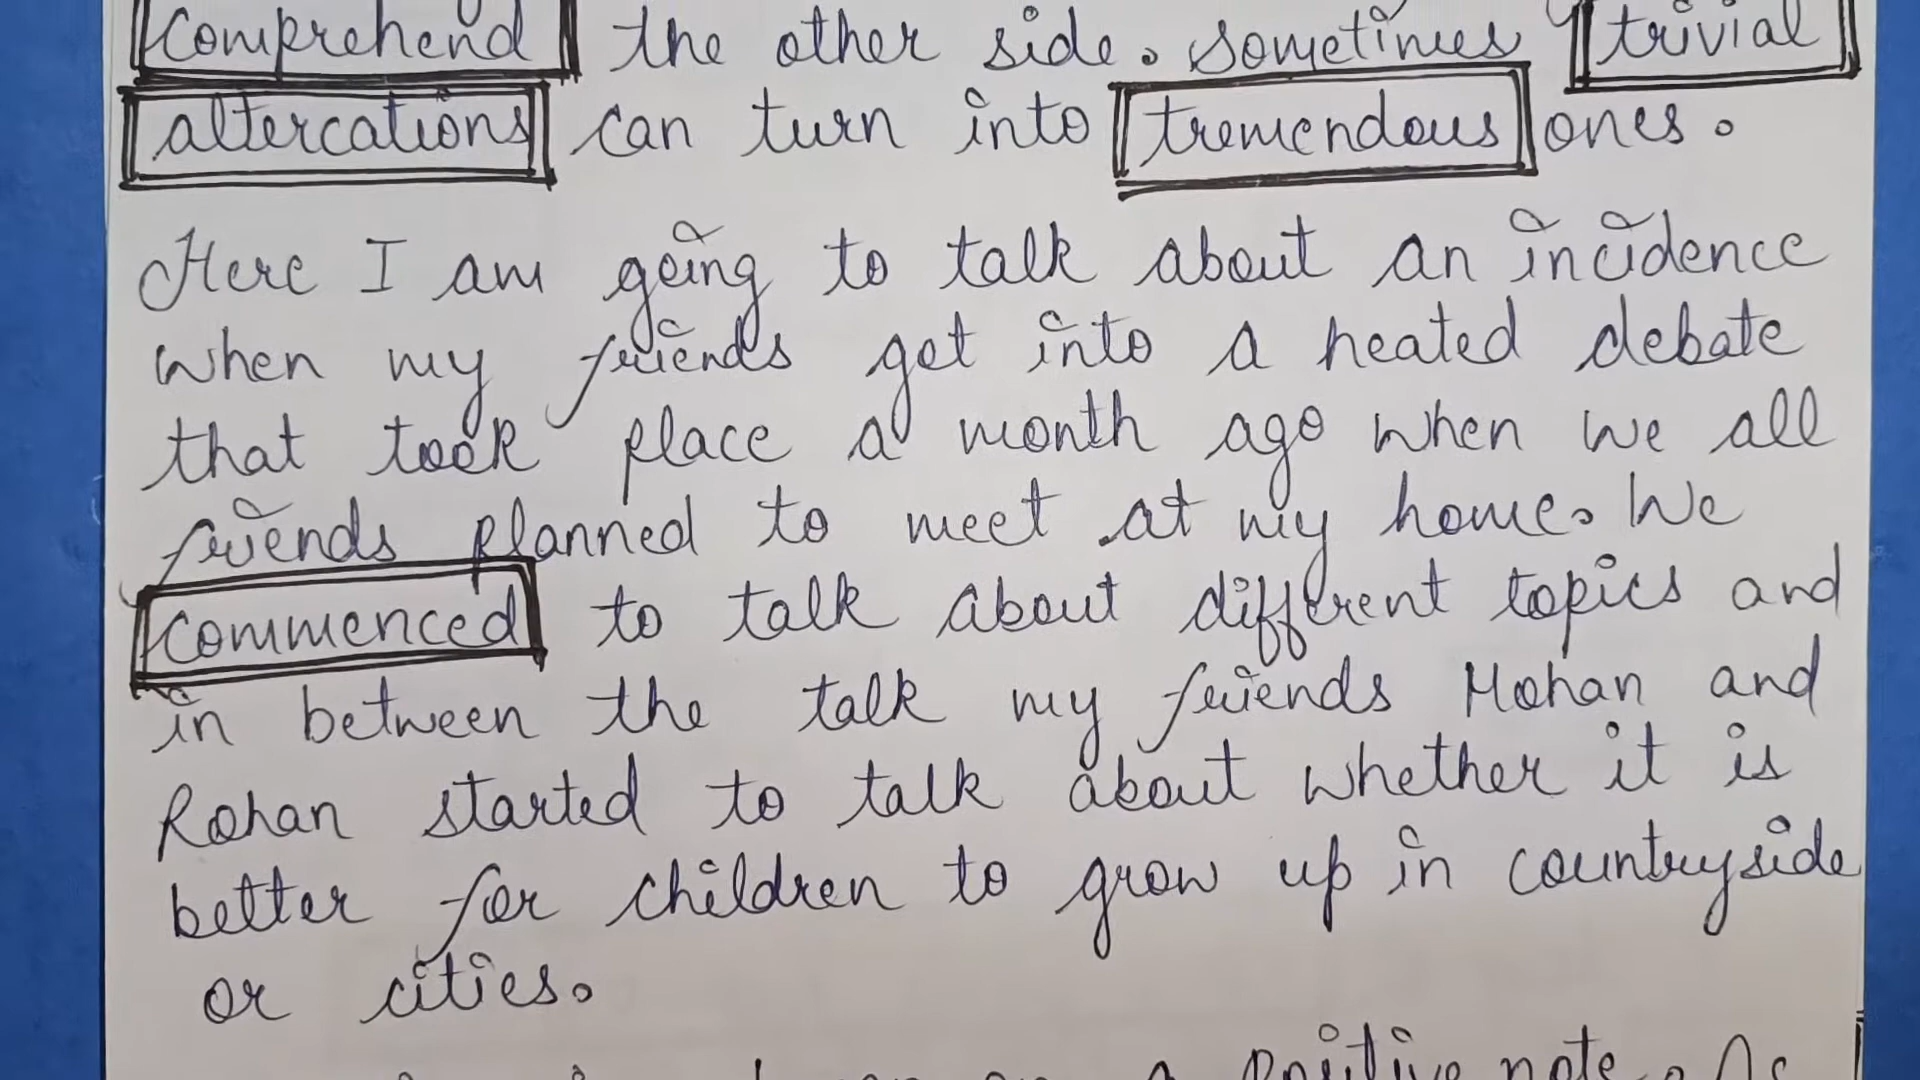 comprehend the other side. Sometimes trivial
altercations can turn into tremendous ones.
Here I am going to talk about an incidence
when my friends get into a heated debate
that took place a month ago when we all
friends planned to meet at my home. We
commenced to talk about different topics and
in between the talk my friends Mohan and
Rohan started to talk about whether it is
better for children to grow up in countryside
or cities.
a positive note. As